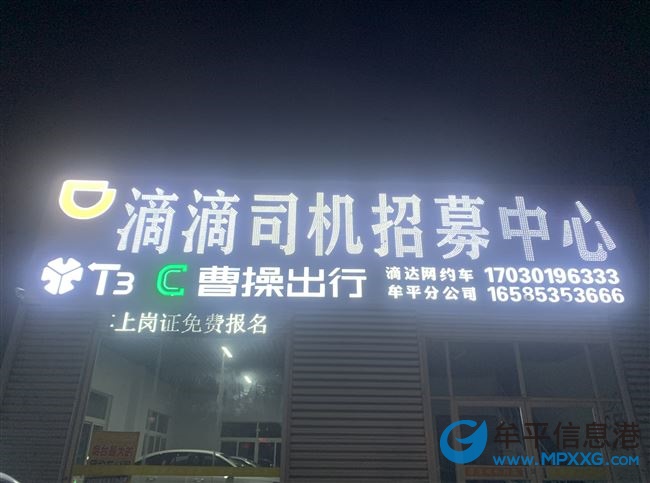 滴滴司机招募中心
T3 C 曹操出行 滴达网约车 17030196333
牟平分公司 16585353666
上岗证免费报名
牟平信息港
WWW.MPXXG.COM